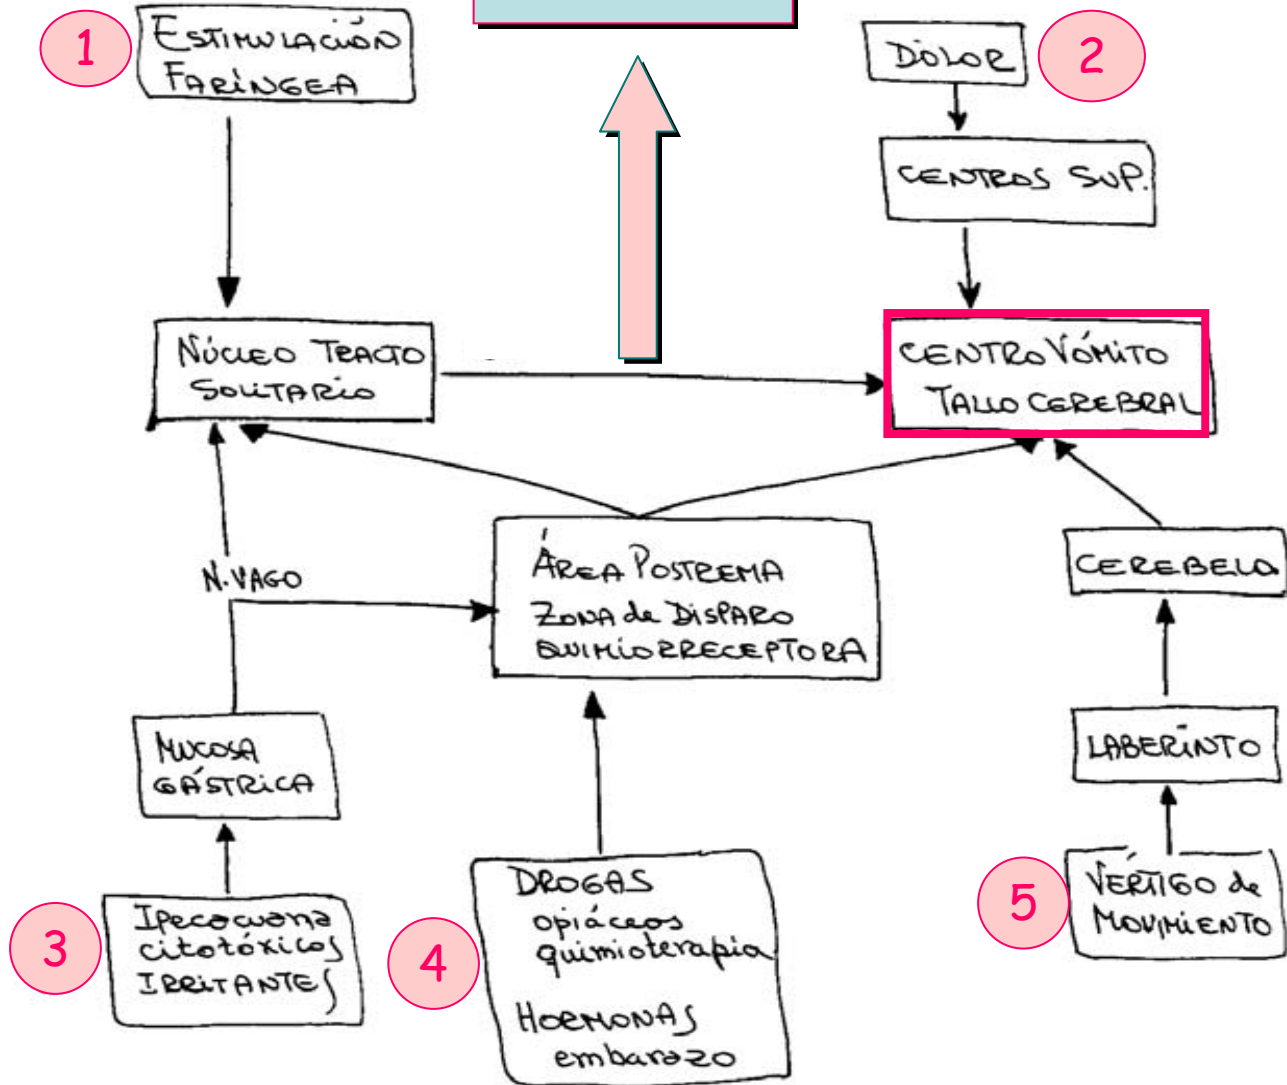 1
ESTIMULACIÓN
FARÍNGEA
DOLOR
2
CENTROS SUP.
NÚCLEO TRACTO
SOLITARIO
CENTRO VÓMITO
TALLO CEREBRAL
N. VAGO
ÁREA POSTREMA
ZONA de DISPARO
QUIMIORRECEPTORA
CEREBELO
MUCOSA
GÁSTRICA
LABERINTO
3
Ipecacuana
citotóxicos
IRRITANTES
4
DROGAS
opiáceos
quimioterapia
HORMONAS
embarazo
5
VÉRTIGO de
MOVIMIENTO